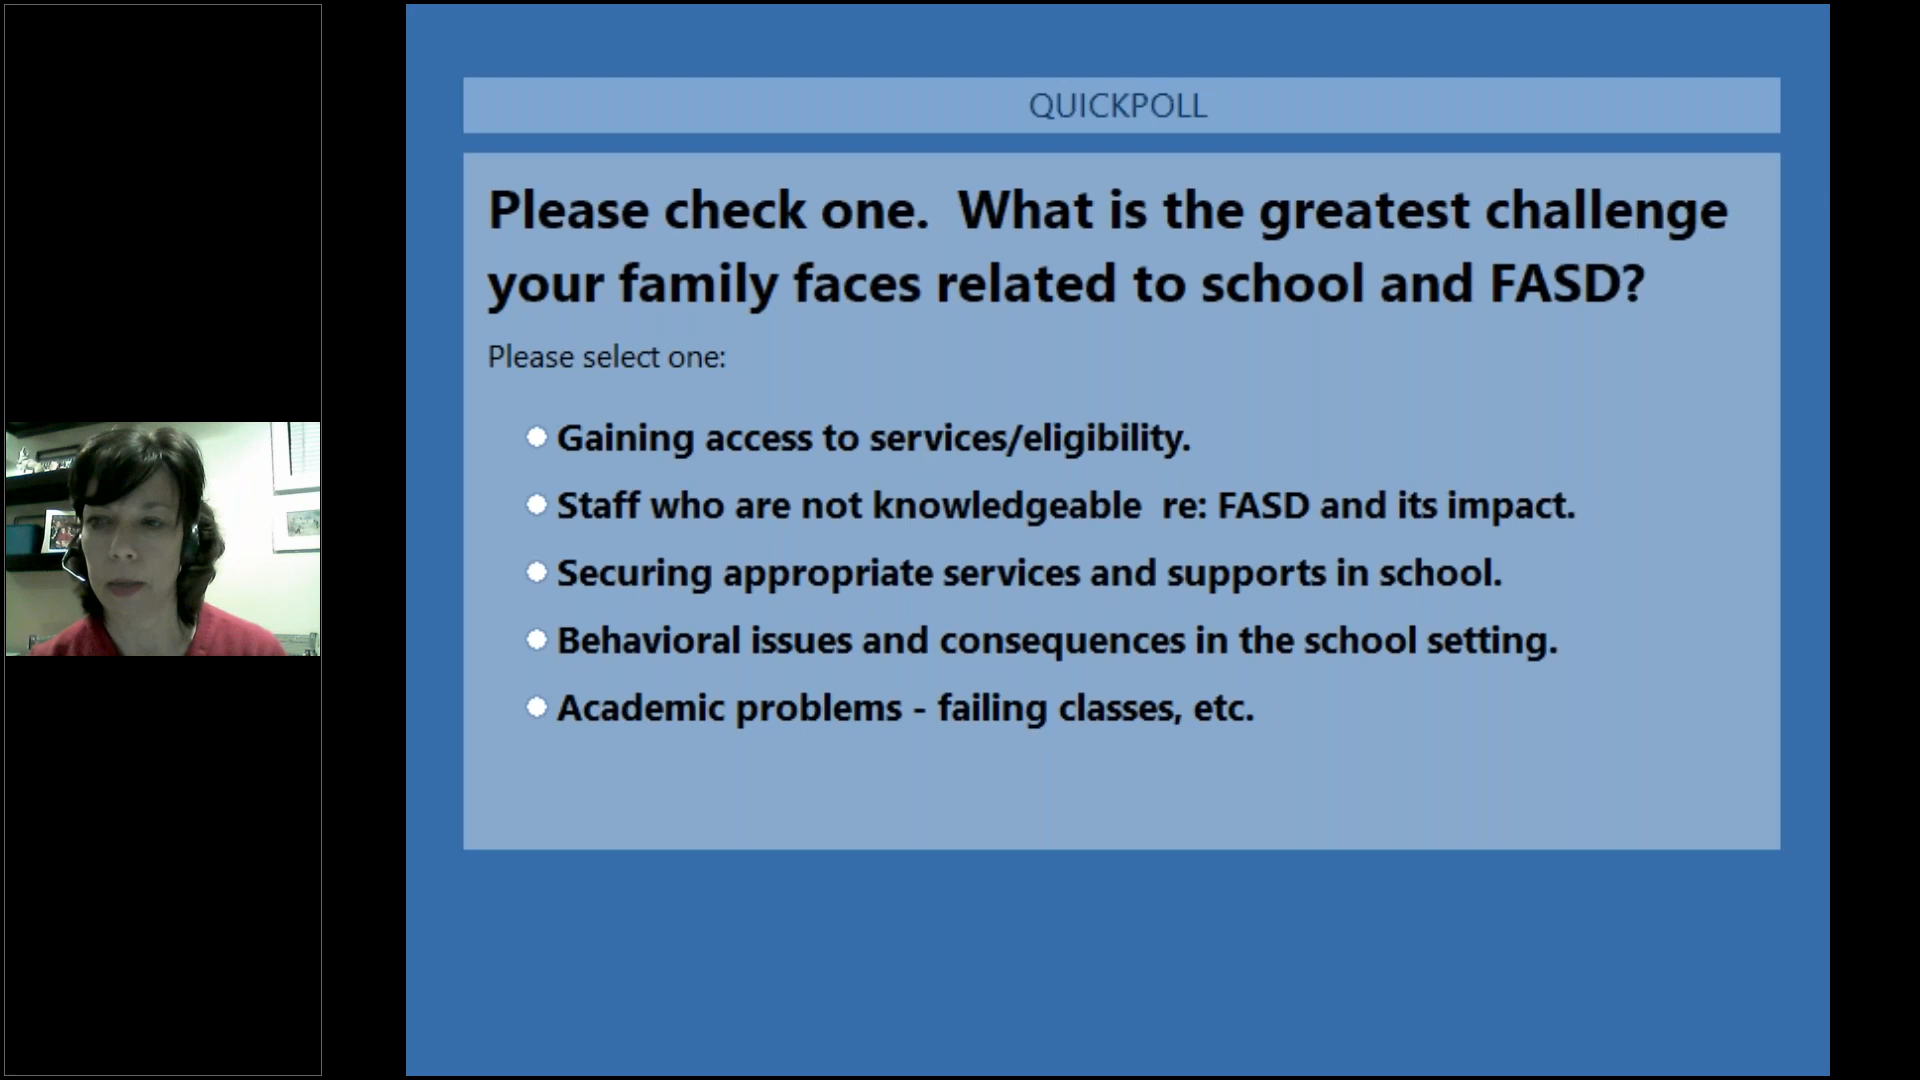 QUICKPOLL
Please check one.  What is the greatest challenge
your family faces related to school and FASD?
Please select one:
Gaining access to services/eligibility.
Staff who are not knowledgeable  re: FASD and its impact.
Securing appropriate services and supports in school.
Behavioral issues and consequences in the school setting.
Academic problems - failing classes, etc.